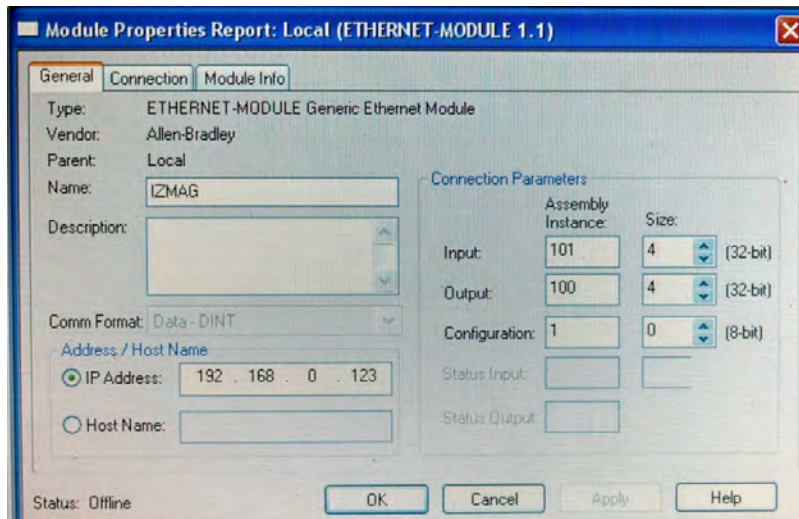 Module Properties Report: Local (ETHERNET-MODULE 1.1)
General Connection Module Info
Type: ETHERNET-MODULE Generic Ethernet Module
Vendor: Allen-Bradley
Parent: Local
Name: IZMAG
Description:
Comm Format: Data - DINT
Address / Host Name
IP Address: 192 . 168 . 0 . 123
Host Name:
Connection Parameters
Assembly
Instance: Size:
Input: 101 4 (32-bit)
Output: 100 4 (32-bit)
Configuration: 1 0 (8-bit)
Status Input:
Status Output:
Status: Offline OK Cancel Apply Help